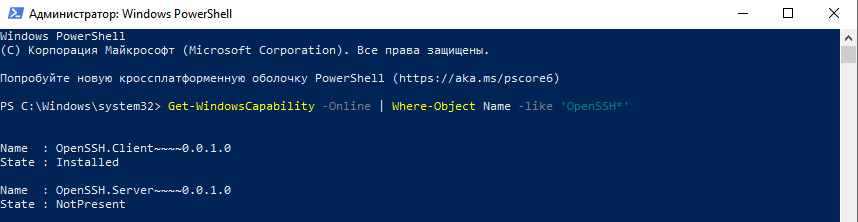 Администратор: Windows PowerShell
Windows PowerShell
(C) Корпорация Майкрософт (Microsoft Corporation). Все права защищены.
Попробуйте новую кроссплатформенную оболочку PowerShell (https://aka.ms/pscore6)
PS C:\Windows\system32> Get-WindowsCapability -Online | Where-Object Name -like 'OpenSSH*'
Name  : OpenSSH.Client~~~~0.0.1.0
State : Installed
Name  : OpenSSH.Server~~~~0.0.1.0
State : NotPresent